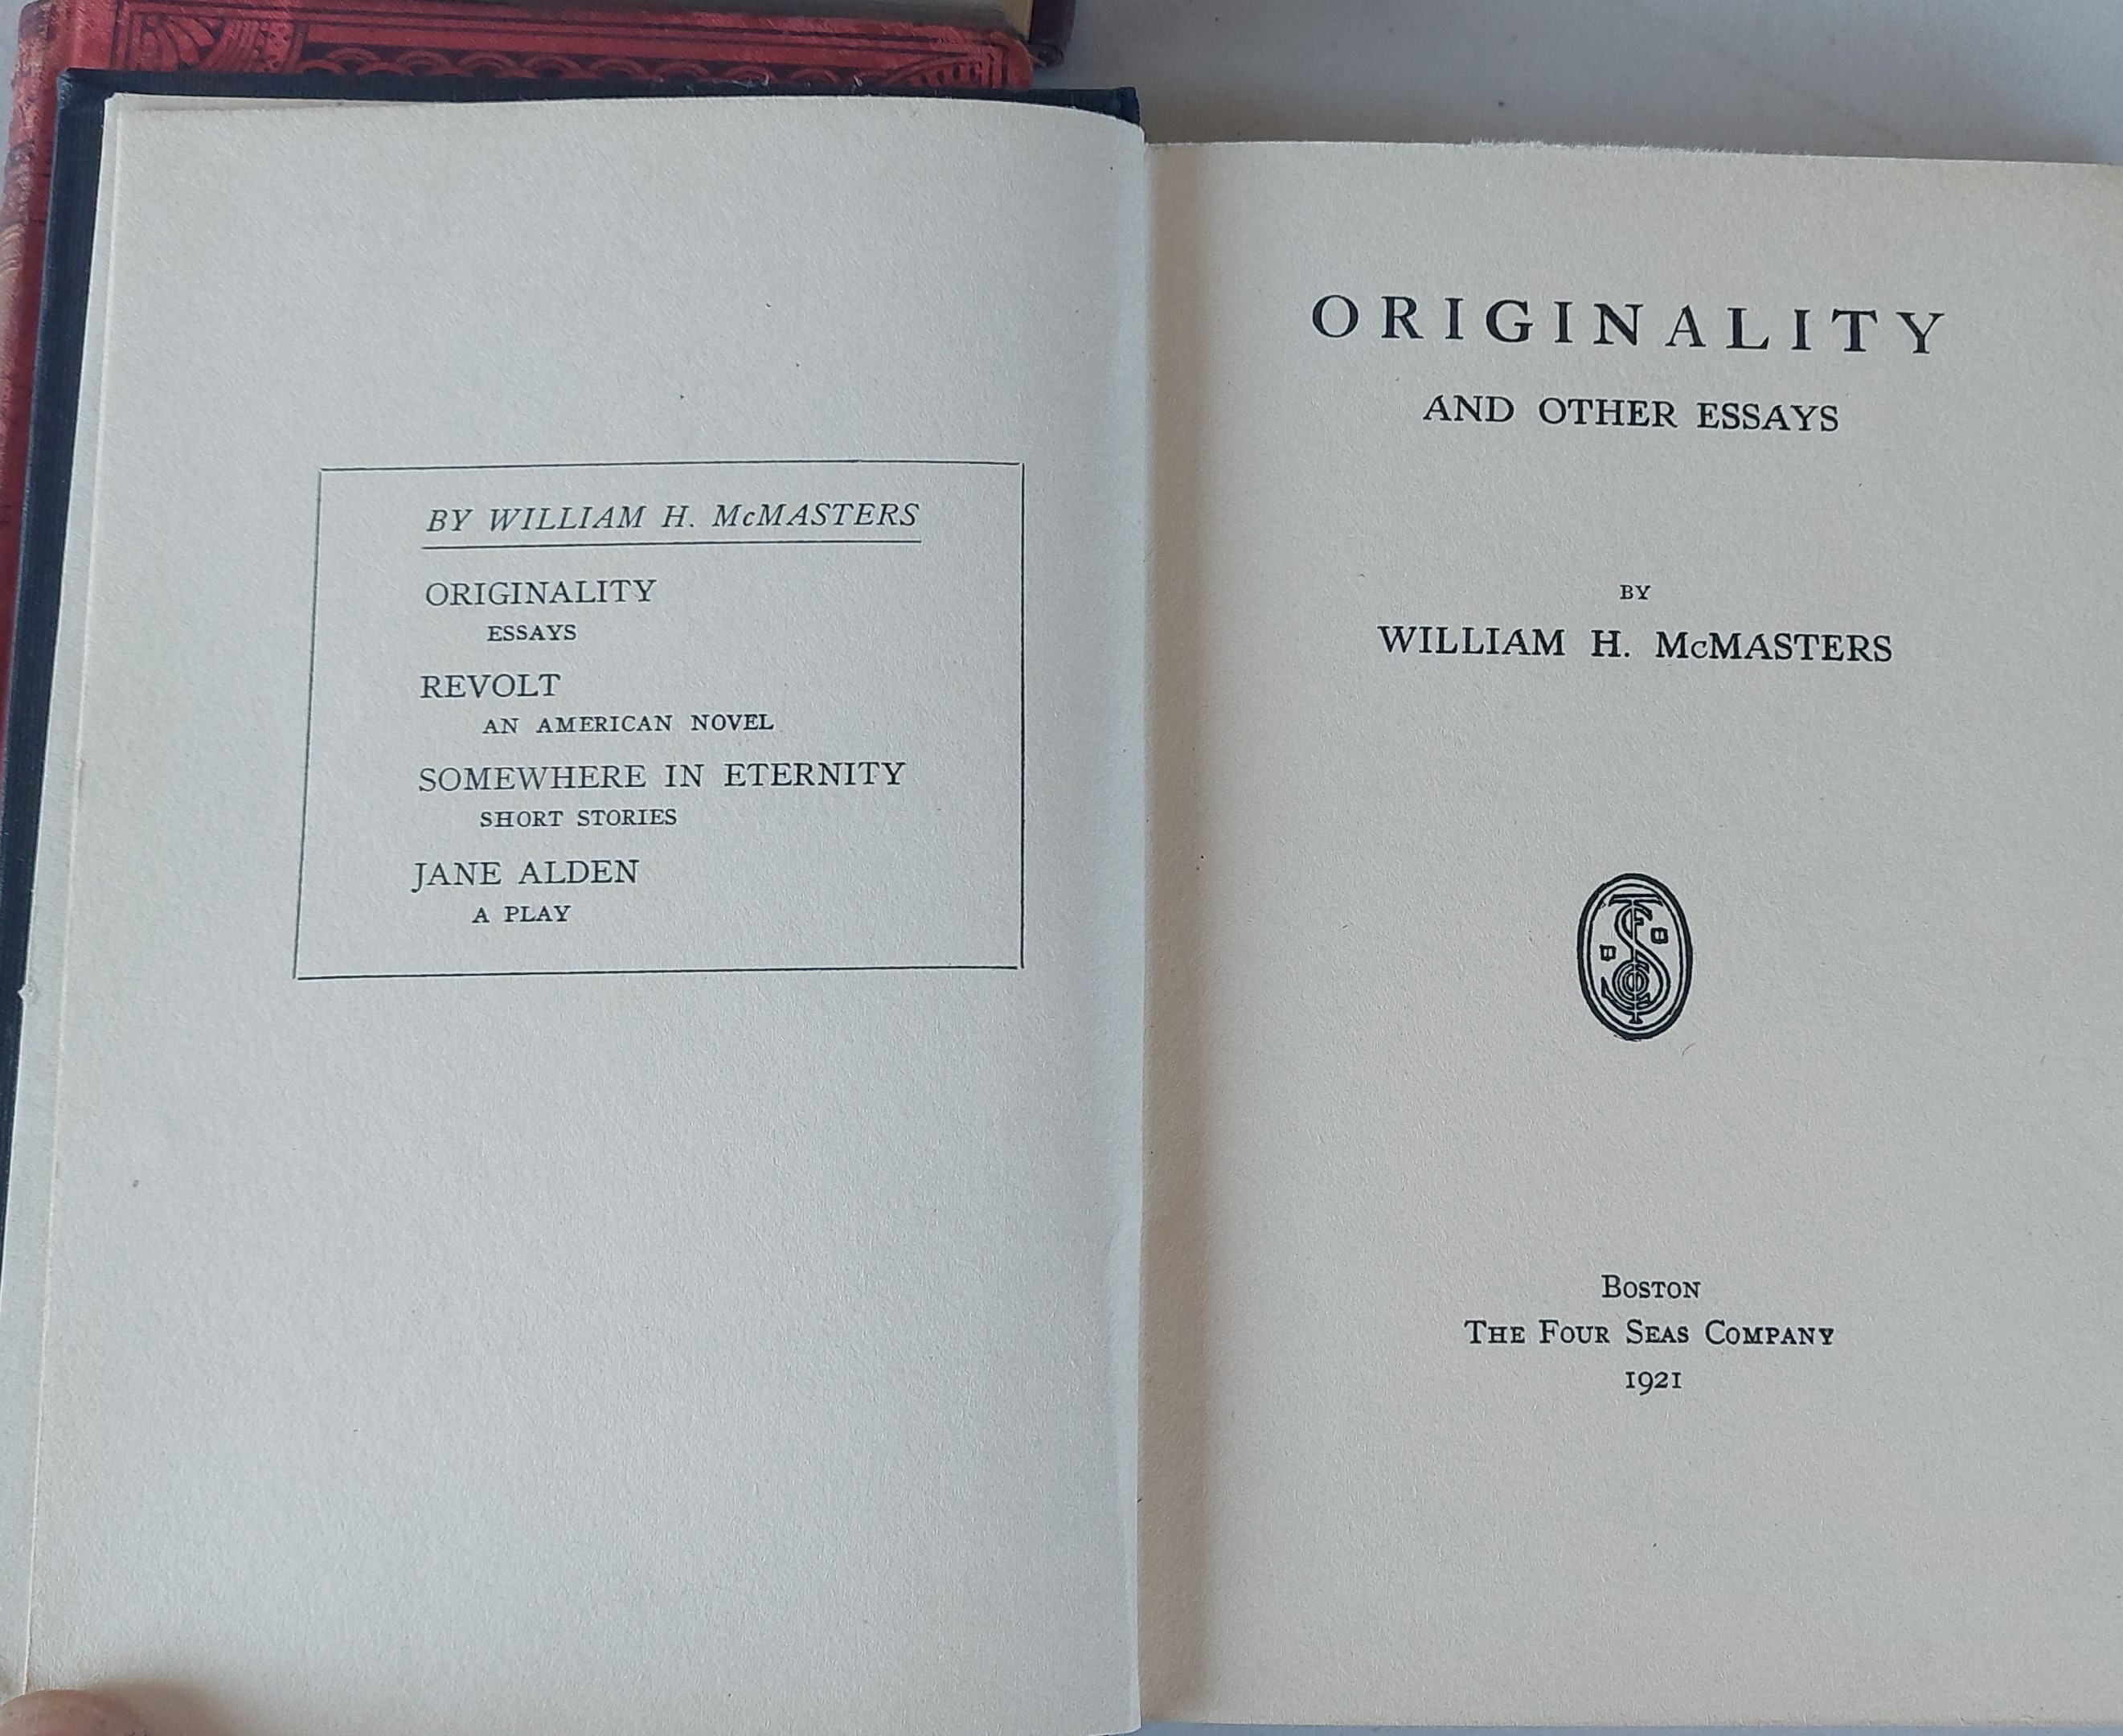 BY WILLIAM H. McMASTERS
ORIGINALITY
ESSAYS
REVOLT
AN AMERICAN NOVEL
SOMEWHERE IN ETERNITY
SHORT STORIES
JANE ALDEN
A PLAY
ORIGINALITY
AND OTHER ESSAYS
BY
WILLIAM H. McMASTERS
BOSTON
THE FOUR SEAS COMPANY
1921